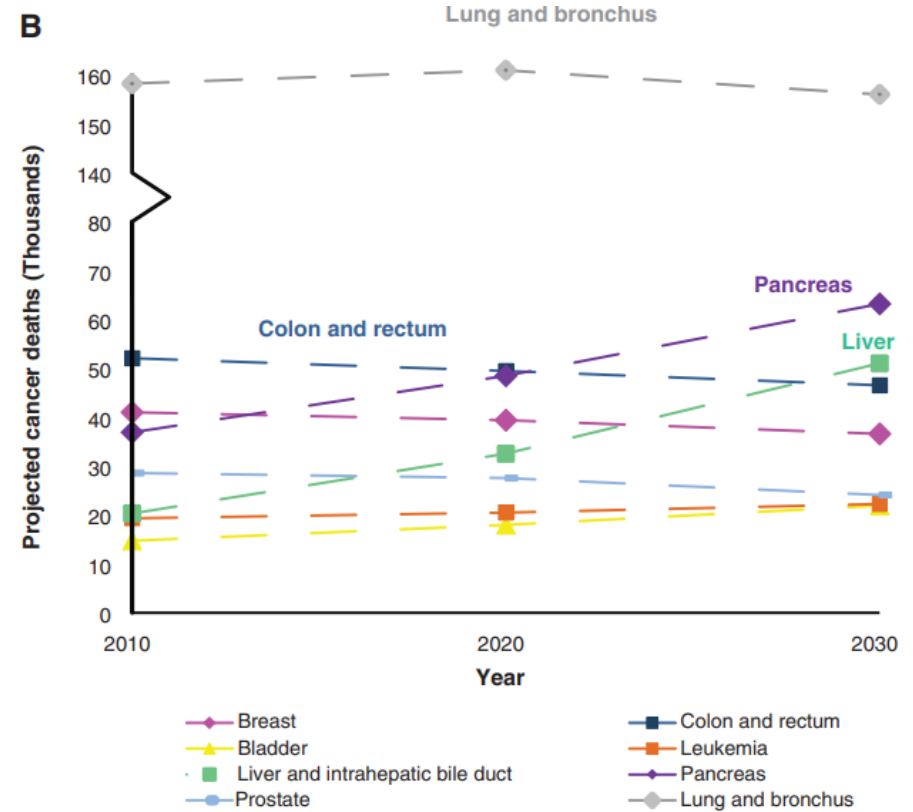 B
Lung and bronchus
Projected cancer deaths (Thousands)
160
150
140
80
70
60
50
40
30
20
10
0
Colon and rectum
Pancreas
Liver
2010 2020 2030
Year
Breast Colon and rectum
Bladder Leukemia
Liver and intrahepatic bile duct Pancreas
Prostate Lung and bronchus